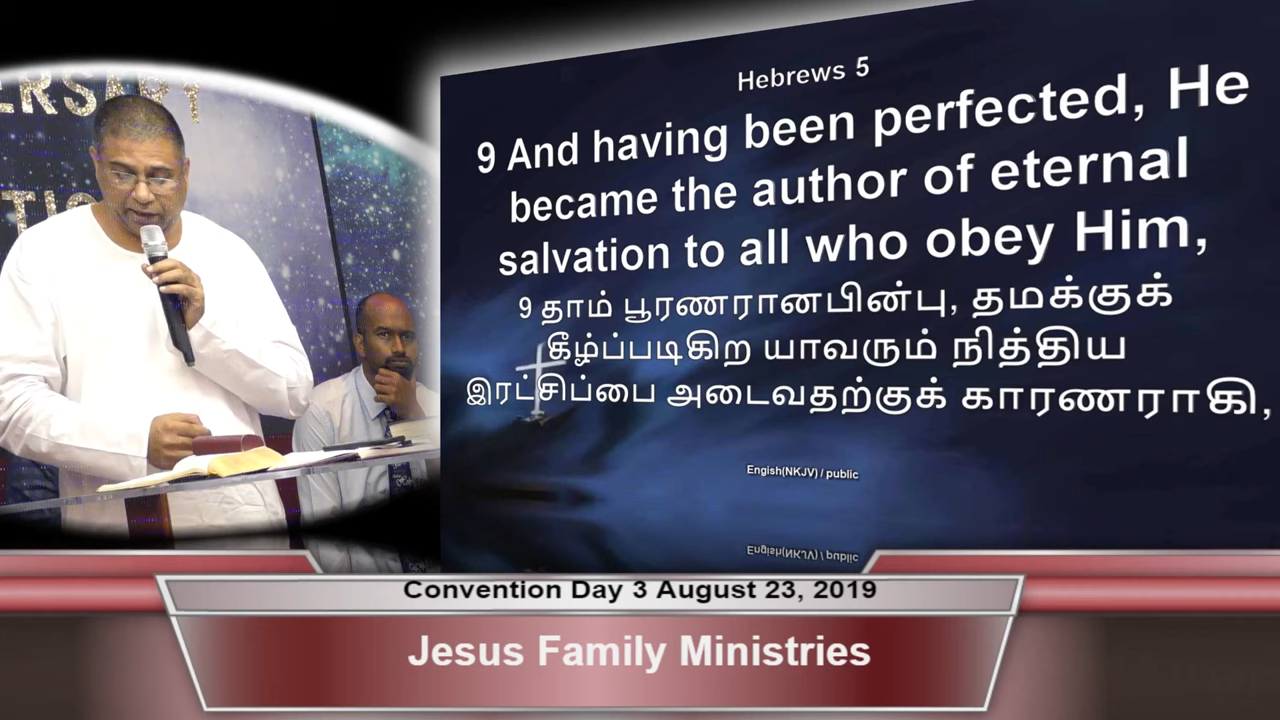 Hebrews 5
9 And having been perfected, He
became the author of eternal
salvation to all who obey Him,
9 தாம் பூரணரானபின்பு, தமக்குக்
கீழ்ப்படிகிற யாவரும் நித்திய
இரட்சிப்பை அடைவதற்குக் காரணராகி,
Engish(NKJV) / public
Convention Day 3 August 23, 2019
Jesus Family Ministries